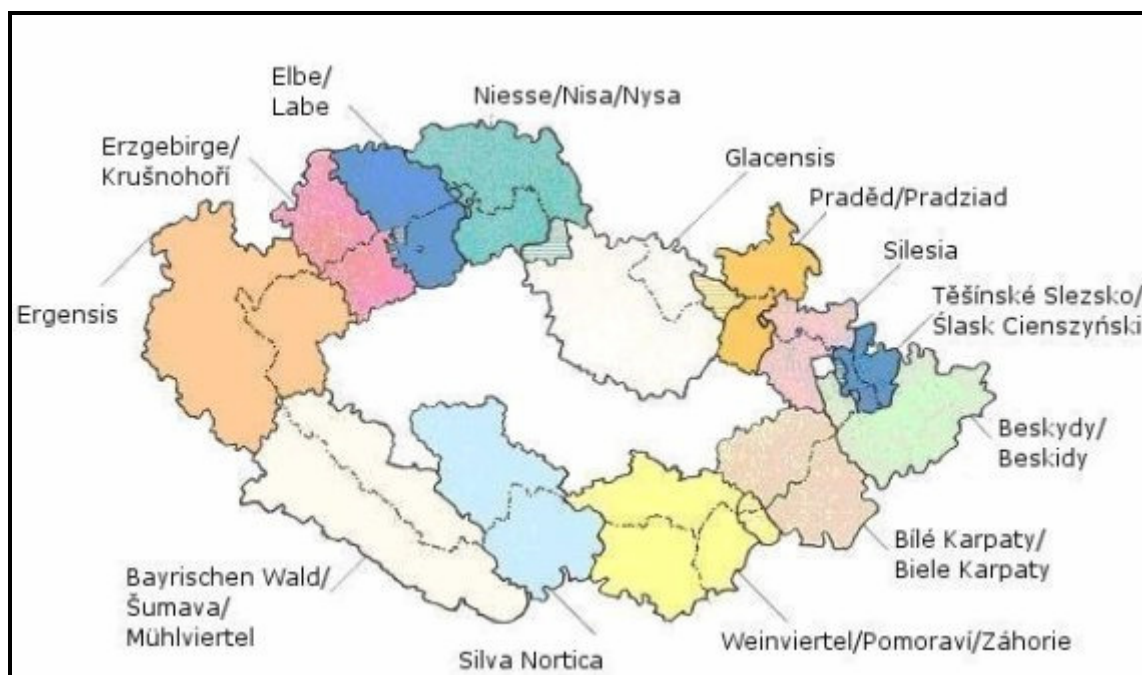 Elbe/
Labe
Niesse/Nisa/Nysa
Erzgebirge/
Krušnohoří
Glacensis
Praděd/Pradziad
Silesia
Těšínské Slezsko/
Ślask Cienszyński
Ergensis
Beskydy/
Beskidy
Bílé Karpaty/
Biele Karpaty
Bayrischen Wald/
Šumava/
Mühlviertel
Weinviertel/Pomoraví/Záhorie
Silva Nortica